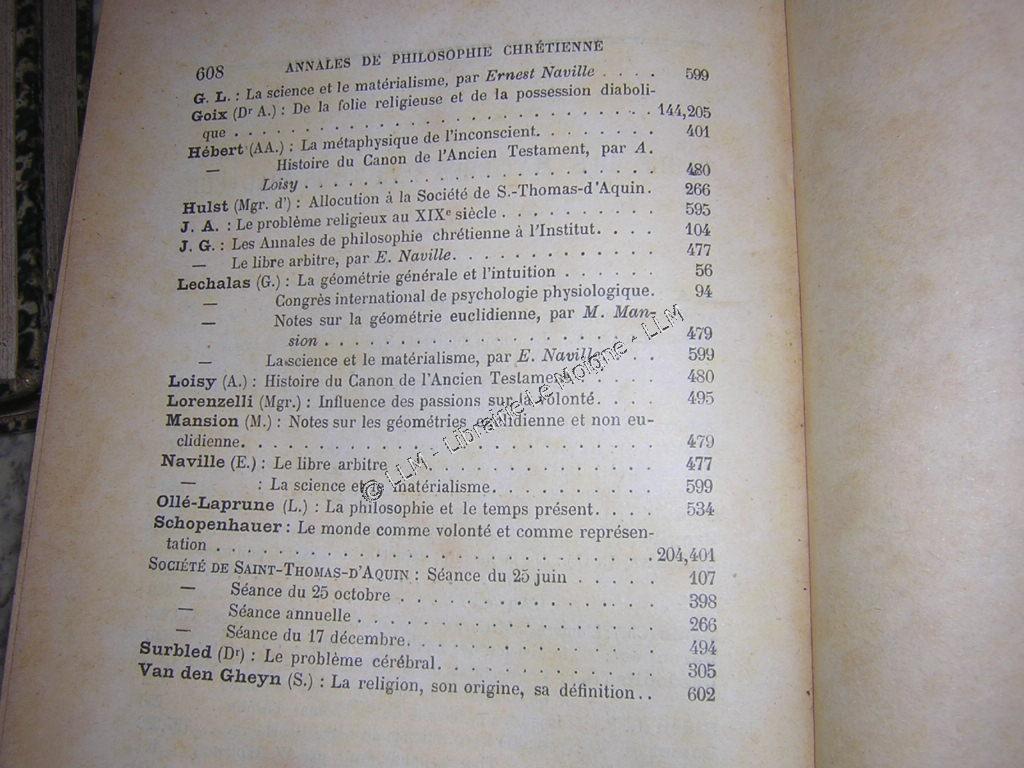 608 ANNALES DE PHILOSOPHIE CHRÉTIENNE
G. L. : La science et le matérialisme, par Ernest Naville . . . . 599
Goix (Dr A.) : De la folie religieuse et de la possession diaboli-
que . . . . . . . . . . . . . . . . . . . . . . . . 144,205
Hébert (AA.) : La métaphysique de l'inconscient. . . . . . . . 401
— Histoire du Canon de l'Ancien Testament, par A.
Loisy . . . . . . . . . . . . . . . . . . . . . . 480
Hulst (Mgr. d') : Allocution à la Société de S.-Thomas-d'Aquin. 266
J. A. : Le problème religieux au XIXe siècle . . . . . . . . . . 595
J. G. : Les Annales de philosophie chrétienne à l'Institut. . . . 104
— Le libre arbitre, par E. Naville. . . . . . . . . . . . . 477
Lechalas (G.) : La géométrie générale et l'intuition . . . . . . 56
— Congrès international de psychologie physiologique. 94
— Notes sur la géométrie euclidienne, par M. Man-
sion . . . . . . . . . . . . . . . . . . . . . 479
— La science et le matérialisme, par E. Naville . . . 599
Loisy (A.) : Histoire du Canon de l'Ancien Testament . . . . . 480
Lorenzelli (Mgr.) : Influence des passions sur la volonté. . . . 495
Mansion (M.) : Notes sur les géométries euclidienne et non eu-
clidienne. . . . . . . . . . . . . . . . . . . . . . . 479
Naville (E.) : Le libre arbitre . . . . . . . . . . . . . . . . 477
— : La science et le matérialisme. . . . . . . . . . 599
Ollé-Laprune (L.) : La philosophie et le temps présent. . . . . 534
Schopenhauer : Le monde comme volonté et comme représen-
tation . . . . . . . . . . . . . . . . . . . . . . . . 204,401
SOCIÉTÉ DE SAINT-THOMAS-D'AQUIN : Séance du 25 juin . . . . . 107
— Séance du 25 octobre . . . . . . . . . . . . . . . 398
— Séance annuelle . . . . . . . . . . . . . . . . . . 266
— Séance du 17 décembre. . . . . . . . . . . . . . . 494
Surbled (Dr) : Le problème cérébral. . . . . . . . . . . . . . 305
Van den Gheyn (S.) : La religion, son origine, sa définition . . 602
© LLM - Librairie Le Moigne - LLM